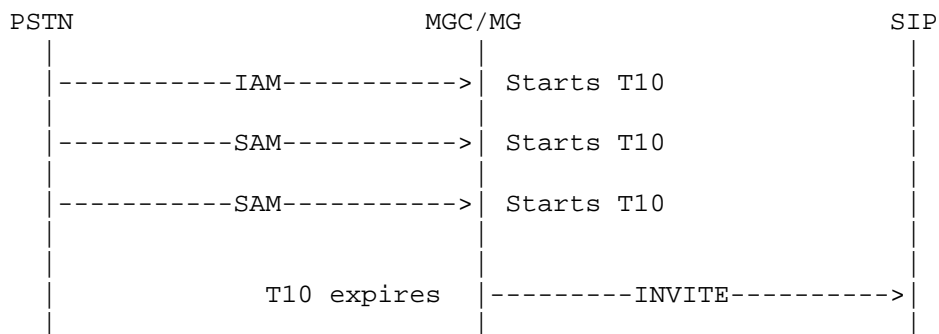 PSTN MGC/MG SIP
IAM Starts T10
SAM Starts T10
SAM Starts T10
T10 expires INVITE